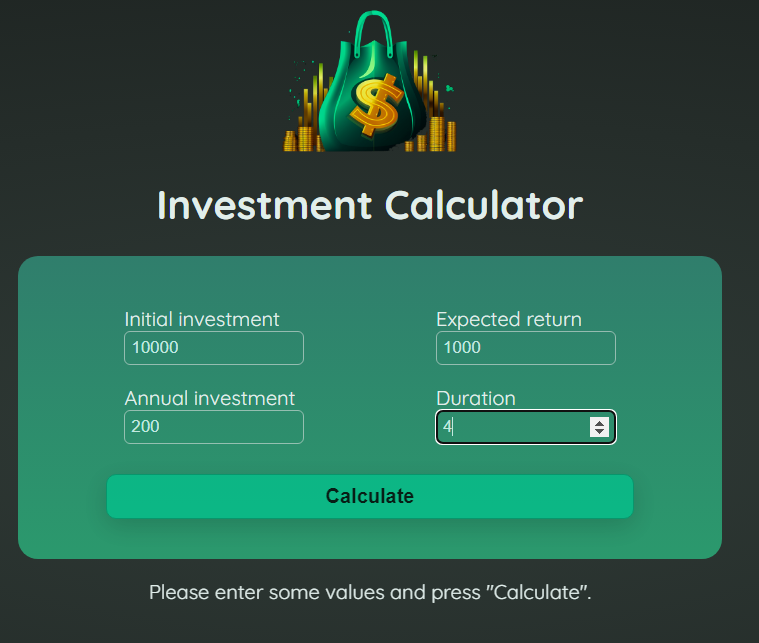 $
Investment Calculator
Initial investment
10000
Expected return
1000
Annual investment
200
Duration
4
Calculate
Please enter some values and press "Calculate".